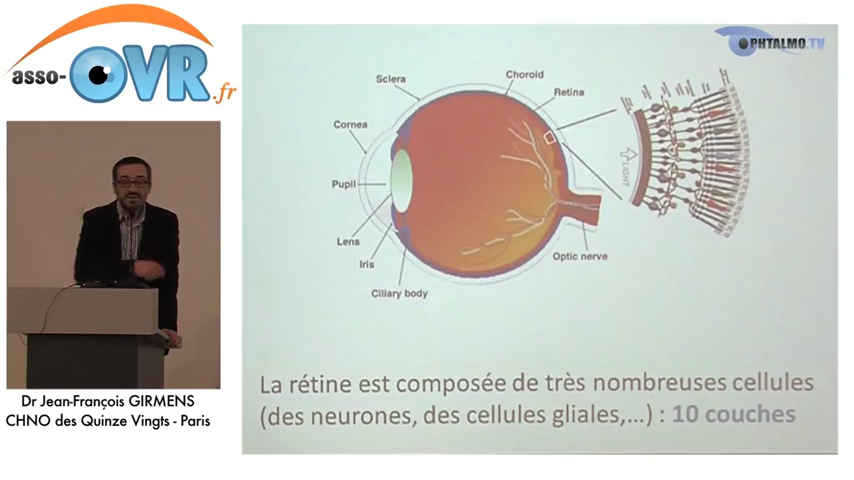 asso-OVR.fr
OPHTALMO.TV
Sclera
Choroid
Retina
Cornea
Pupil
Lens
Iris
Ciliary body
Optic nerve
LIGHT
La rétine est composée de très nombreuses cellules
(des neurones, des cellules gliales,...) : 10 couches
Dr Jean-François GIRMENS
CHNO des Quinze Vingts - Paris